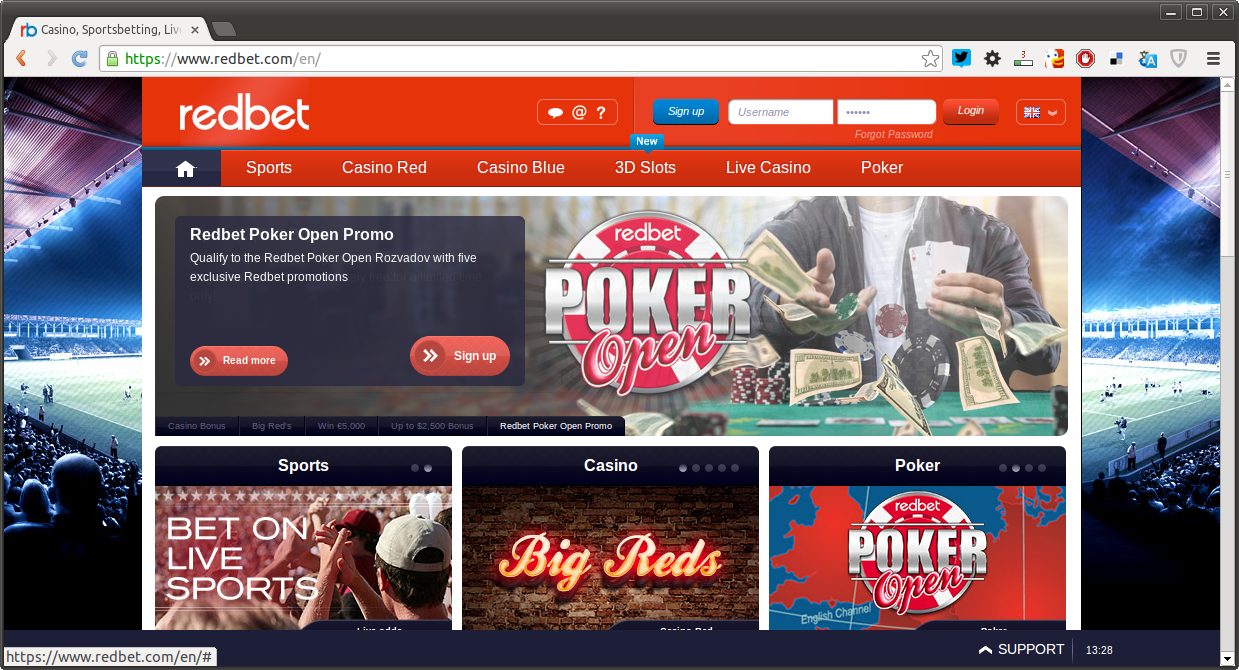 rb Casino, Sportsbetting, Liv
https://www.redbet.com/en/
3
redbet
@ ?
Sign up
Username
••••••
Login
Forgot Password
New
Sports
Casino Red
Casino Blue
3D Slots
Live Casino
Poker
Redbet Poker Open Promo
Qualify to the Redbet Poker Open Rozvadov with five
exclusive Redbet promotions
Read more
Sign up
redbet
POKER
Open
Casino Bonus
Big Red's
Win €5,000
Up to $2,500 Bonus
Redbet Poker Open Promo
Sports
BET ON
LIVE
SPORTS
Live odds
Casino
Big Reds
Casino Red
Poker
redbet
POKER
Open
English Channel
Poker
https://www.redbet.com/en/#
SUPPORT
13:28